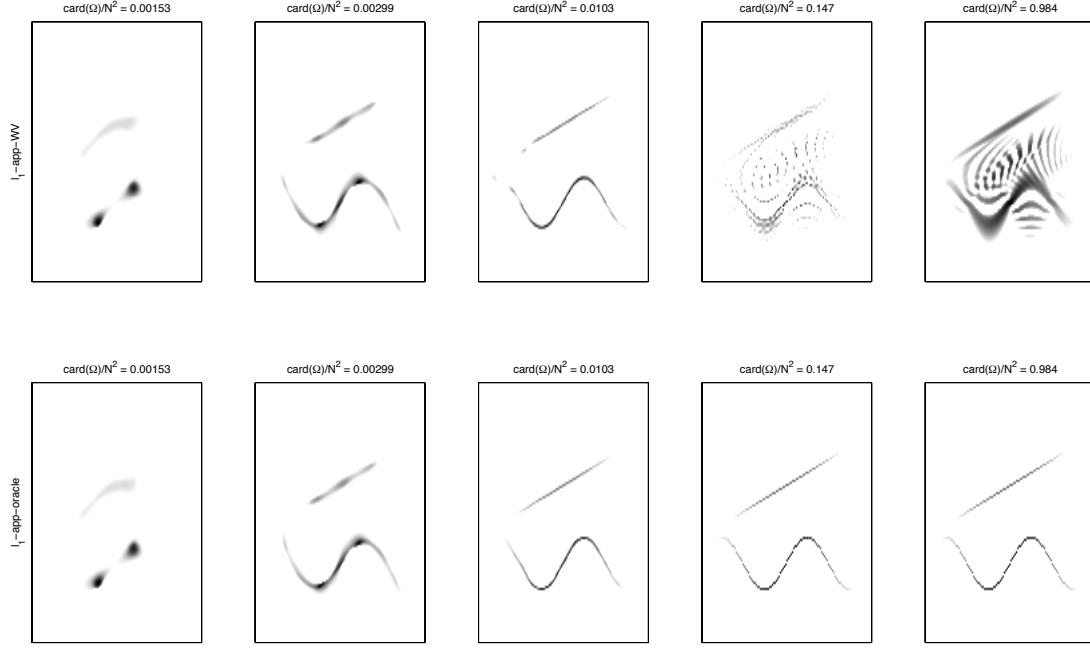 card(Ω)/N² = 0.00153
card(Ω)/N² = 0.00299
card(Ω)/N² = 0.0103
card(Ω)/N² = 0.147
card(Ω)/N² = 0.984
l₁−app−WV
card(Ω)/N² = 0.00153
card(Ω)/N² = 0.00299
card(Ω)/N² = 0.0103
card(Ω)/N² = 0.147
card(Ω)/N² = 0.984
l₁−app−oracle